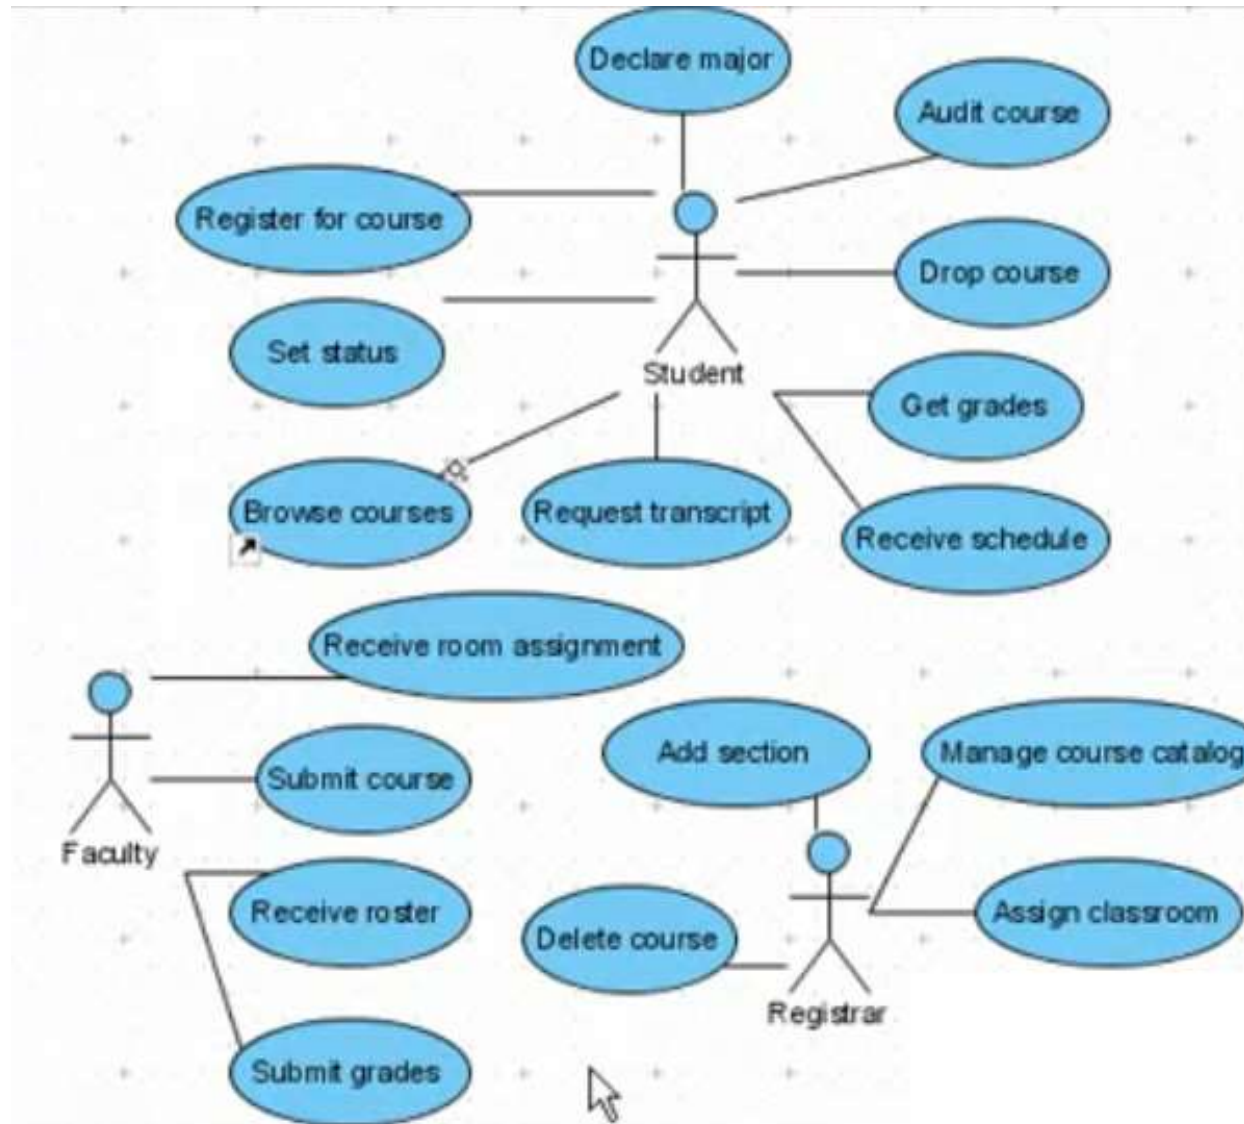 Declare major
Audit course
Register for course
Drop course
Set status
Student
Get grades
Browse courses
Request transcript
Receive schedule
Receive room assignment
Add section
Manage course catalog
Submit course
Faculty
Receive roster
Assign classroom
Delete course
Registrar
Submit grades